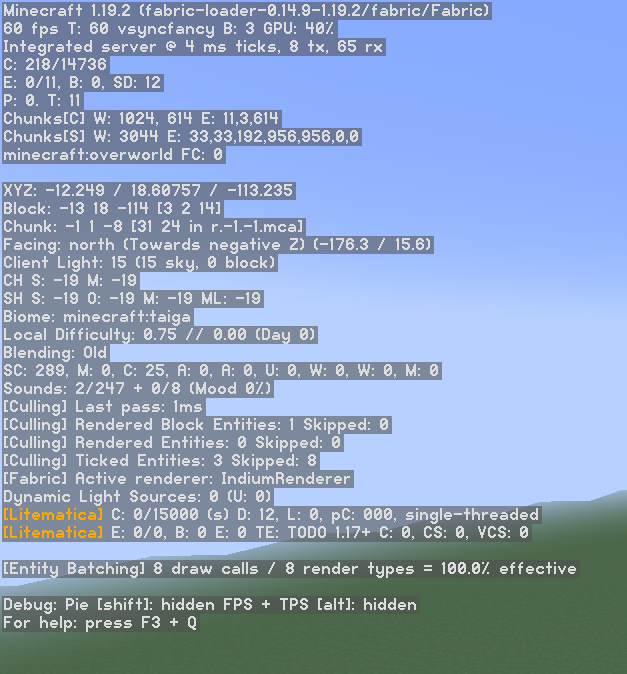 Minecraft 1.19.2 (fabric-loader-0.14.9-1.19.2/fabric/Fabric)
60 fps T: 60 vsyncfancy B: 3 GPU: 40%
Integrated server @ 4 ms ticks, 8 tx, 65 rx
C: 218/14736
E: 0/11, B: 0, SD: 12
P: 0. T: 11
Chunks[C] W: 1024, 614 E: 11,3,614
Chunks[S] W: 3044 E: 33,33,192,956,956,0,0
minecraft:overworld FC: 0
XYZ: -12.249 / 18.60757 / -113.235
Block: -13 18 -114 [3 2 14]
Chunk: -1 1 -8 [31 24 in r.-1.-1.mca]
Facing: north (Towards negative Z) (-176.3 / 15.6)
Client Light: 15 (15 sky, 0 block)
CH S: -19 M: -19
SH S: -19 O: -19 M: -19 ML: -19
Biome: minecraft:taiga
Local Difficulty: 0.75 // 0.00 (Day 0)
Blending: Old
SC: 289, M: 0, C: 25, A: 0, A: 0, U: 0, W: 0, W: 0, M: 0
Sounds: 2/247 + 0/8 (Mood 0%)
[Culling] Last pass: 1ms
[Culling] Rendered Block Entities: 1 Skipped: 0
[Culling] Rendered Entities: 0 Skipped: 0
[Culling] Ticked Entities: 3 Skipped: 8
[Fabric] Active renderer: IndiumRenderer
Dynamic Light Sources: 0 (U: 0)
[Litematica] C: 0/15000 (s) D: 12, L: 0, pC: 000, single-threaded
[Litematica] E: 0/0, B: 0 E: 0 TE: TODO 1.17+ C: 0, CS: 0, VCS: 0
[Entity Batching] 8 draw calls / 8 render types = 100.0% effective
Debug: Pie [shift]: hidden FPS + TPS [alt]: hidden
For help: press F3 + Q